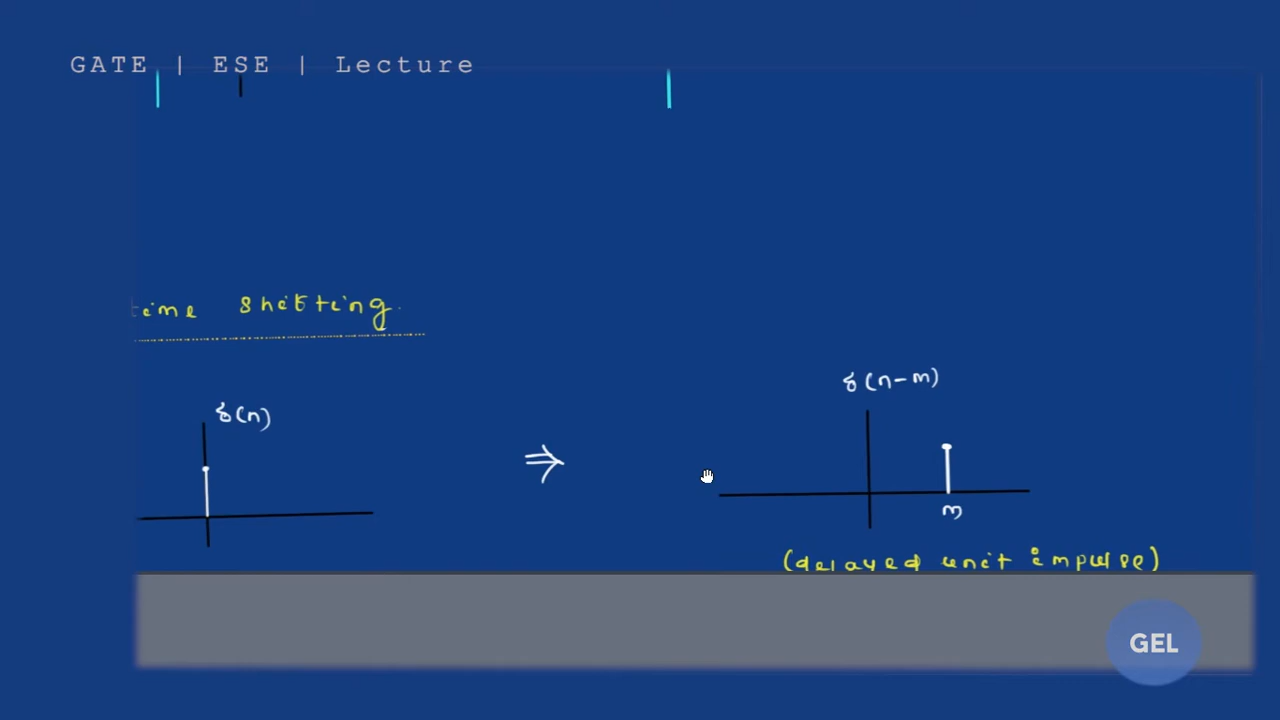 GATE | ESE | Lecture
time shifting.
δ(n-m)
δ(n)
⇒
m
(delayed unit impulse)
GEL